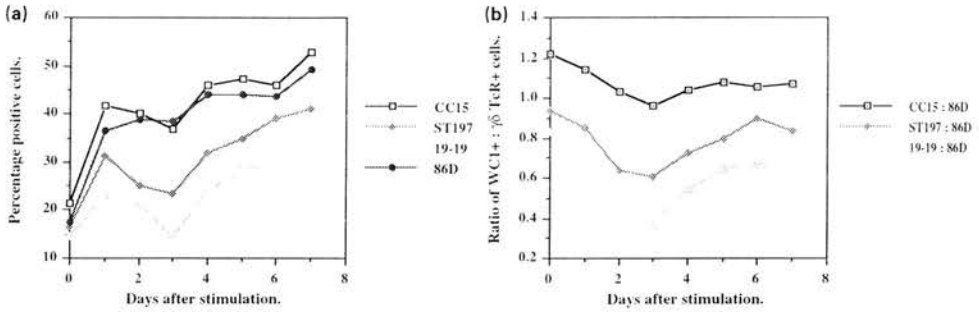 (a)
60
50
40
30
20
10
Percentage positive cells.
0
2
4
6
8
Days after stimulation.
CC15
ST197
19-19
86D
(b)
1.4
1.2
1.0
0.8
0.6
0.4
0.2
Ratio of WC1+ : γδ TcR+ cells.
0
2
4
6
8
Days after stimulation.
CC15 : 86D
ST197 : 86D
19-19 : 86D